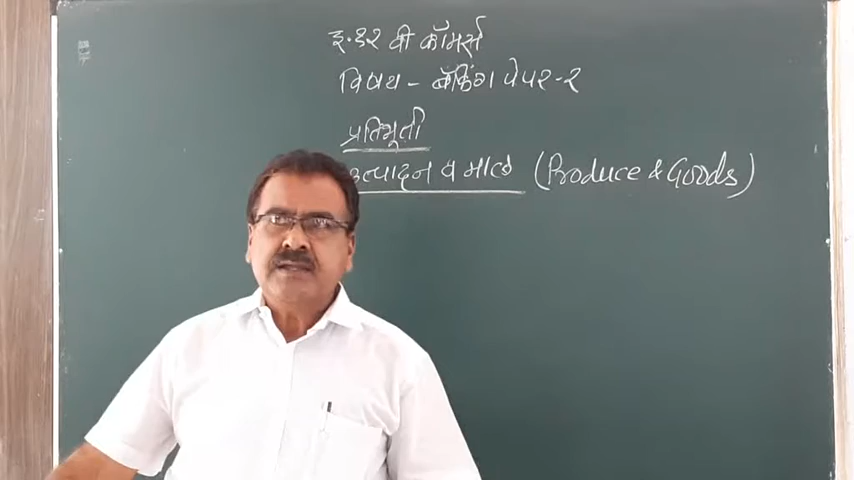 इ. १२ वी कॉमर्स
विषय - बँकिंग पेपर-२
प्रतिभूती
उत्पादन व माल (Produce & Goods)